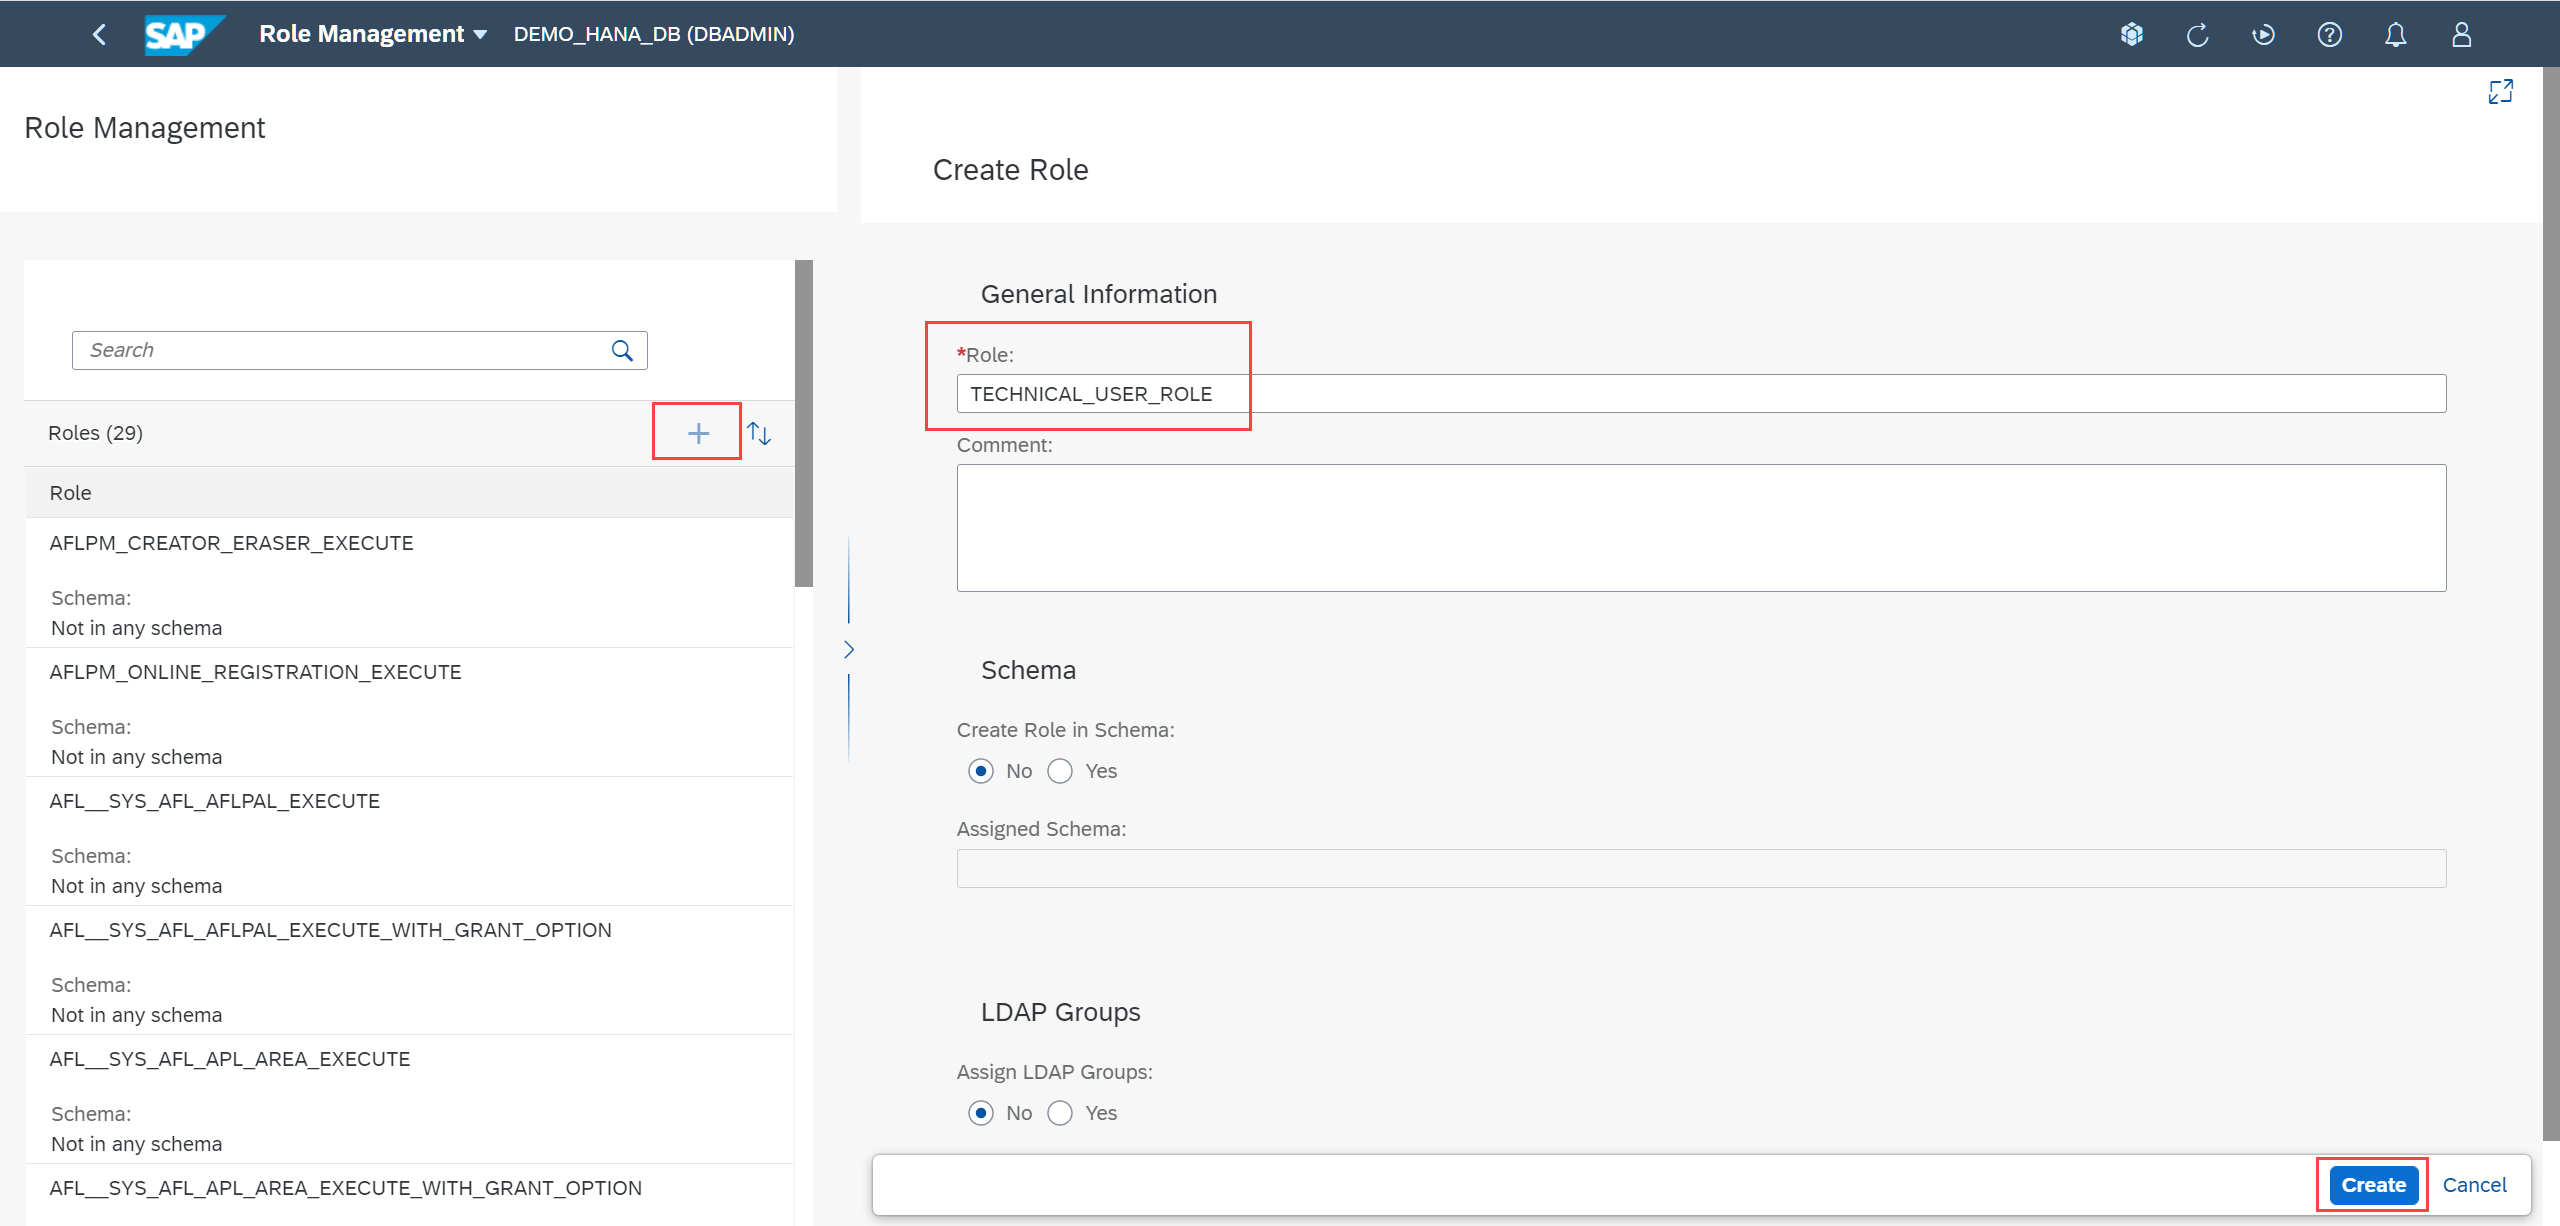 SAP Role Management DEMO_HANA_DB (DBADMIN)
Role Management
Search
Roles (29)
Role
AFLPM_CREATOR_ERASER_EXECUTE
Schema:
Not in any schema
AFLPM_ONLINE_REGISTRATION_EXECUTE
Schema:
Not in any schema
AFL__SYS_AFL_AFLPAL_EXECUTE
Schema:
Not in any schema
AFL__SYS_AFL_AFLPAL_EXECUTE_WITH_GRANT_OPTION
Schema:
Not in any schema
AFL__SYS_AFL_APL_AREA_EXECUTE
Schema:
Not in any schema
AFL__SYS_AFL_APL_AREA_EXECUTE_WITH_GRANT_OPTION
Create Role
General Information
*Role:
TECHNICAL_USER_ROLE
Comment:
Schema
Create Role in Schema:
No Yes
Assigned Schema:
LDAP Groups
Assign LDAP Groups:
No Yes
Create Cancel